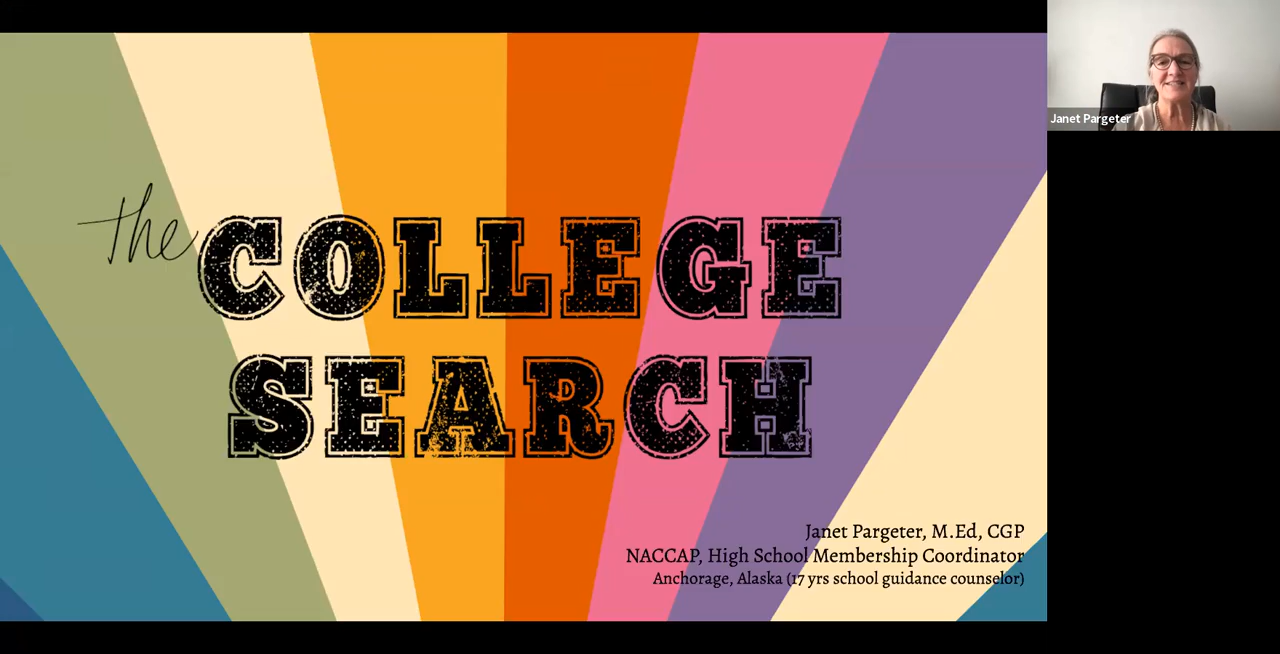 the COLLEGE
SEARCH
Janet Pargeter, M.Ed, CGP
NACCAP, High School Membership Coordinator
Anchorage, Alaska (17 yrs school guidance counselor)
Janet Pargeter